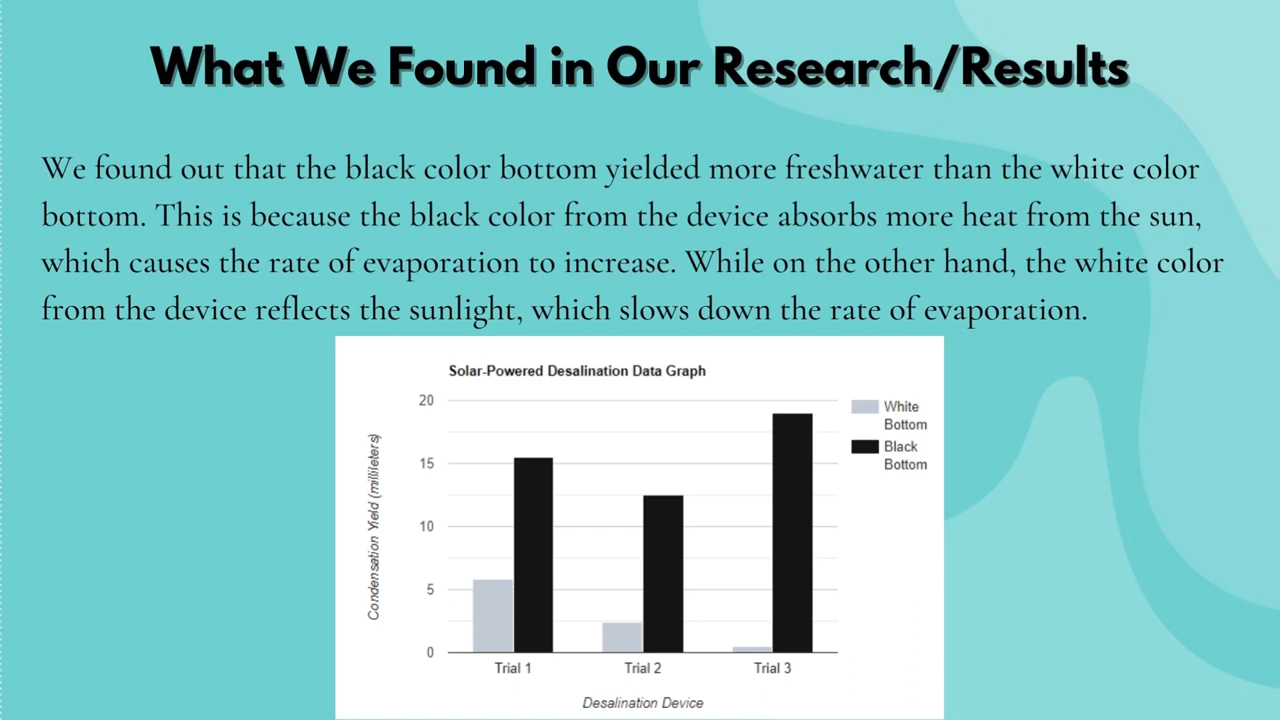 What We Found in Our Research/Results
We found out that the black color bottom yielded more freshwater than the white color
bottom. This is because the black color from the device absorbs more heat from the sun,
which causes the rate of evaporation to increase. While on the other hand, the white color
from the device reflects the sunlight, which slows down the rate of evaporation.
Solar-Powered Desalination Data Graph
20
15
10
5
0
Condensation Yield (millileters)
White
Bottom
Black
Bottom
Trial 1
Trial 2
Trial 3
Desalination Device